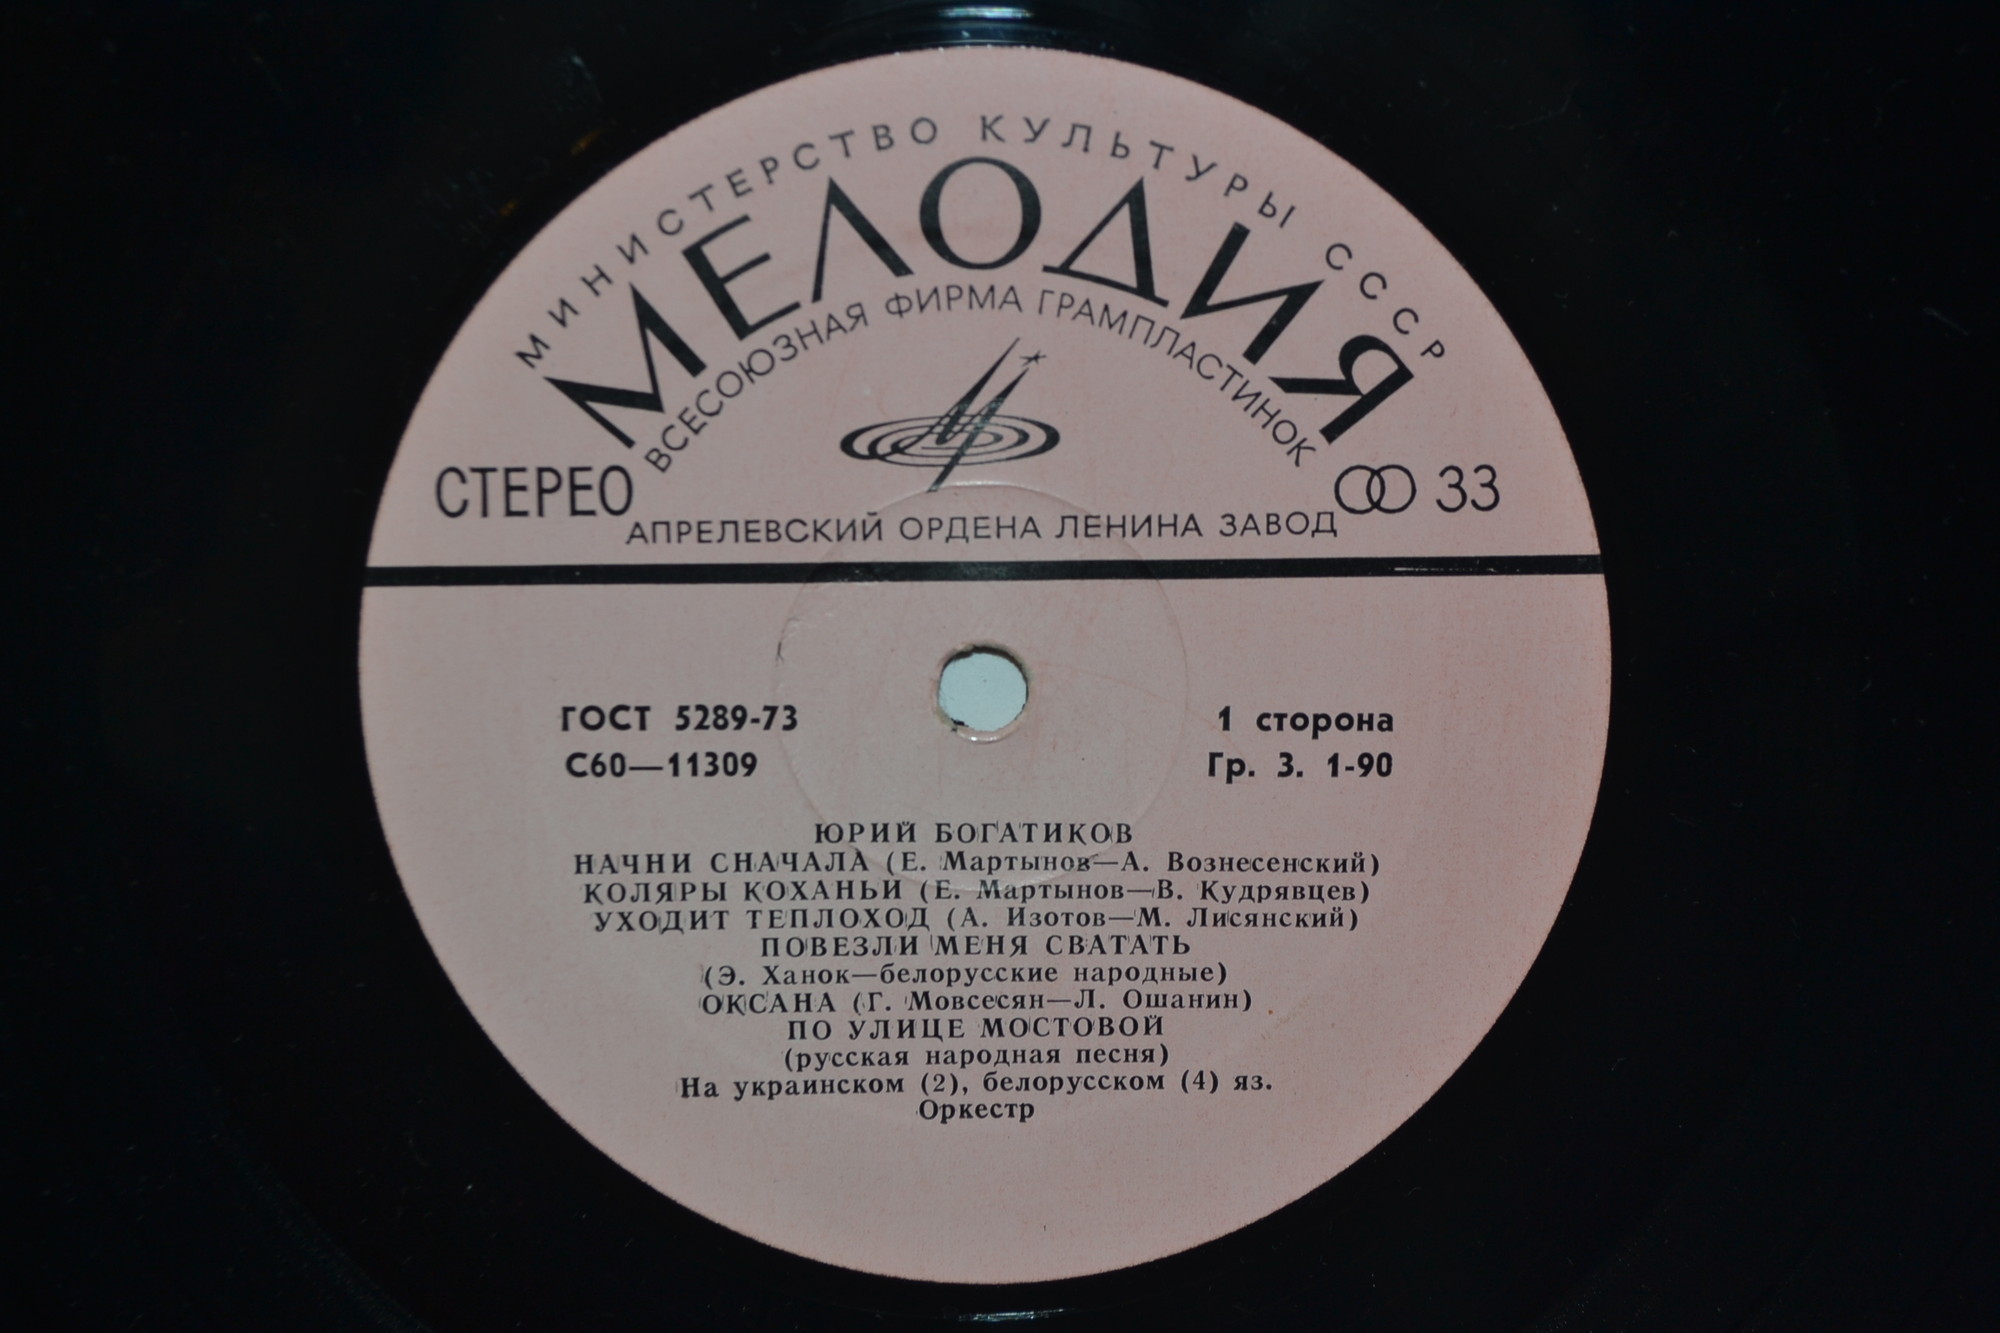 МИНИСТЕРСТВО КУЛЬТУРЫ СССР
МЕЛОДИЯ
ВСЕСОЮЗНАЯ ФИРМА ГРАМПЛАСТИНОК
СТЕРЕО
33
АПРЕЛЕВСКИЙ ОРДЕНА ЛЕНИНА ЗАВОД
ГОСТ 5289-73
1 сторона
С60—11309
Гр. 3. 1-90
ЮРИЙ БОГАТИКОВ
НАЧНИ СНАЧАЛА (Е. Мартынов—А. Вознесенский)
КОЛЯРЫ КОХАНЬИ (Е. Мартынов—В. Кудрявцев)
УХОДИТ ТЕПЛОХОД (А. Изотов—М. Лисянский)
ПОВЕЗЛИ МЕНЯ СВАТАТЬ
(Э. Ханок—белорусские народные)
ОКСАНА (Г. Мовсесян—Л. Ошанин)
ПО УЛИЦЕ МОСТОВОЙ
(русская народная песня)
На украинском (2), белорусском (4) яз.
Оркестр